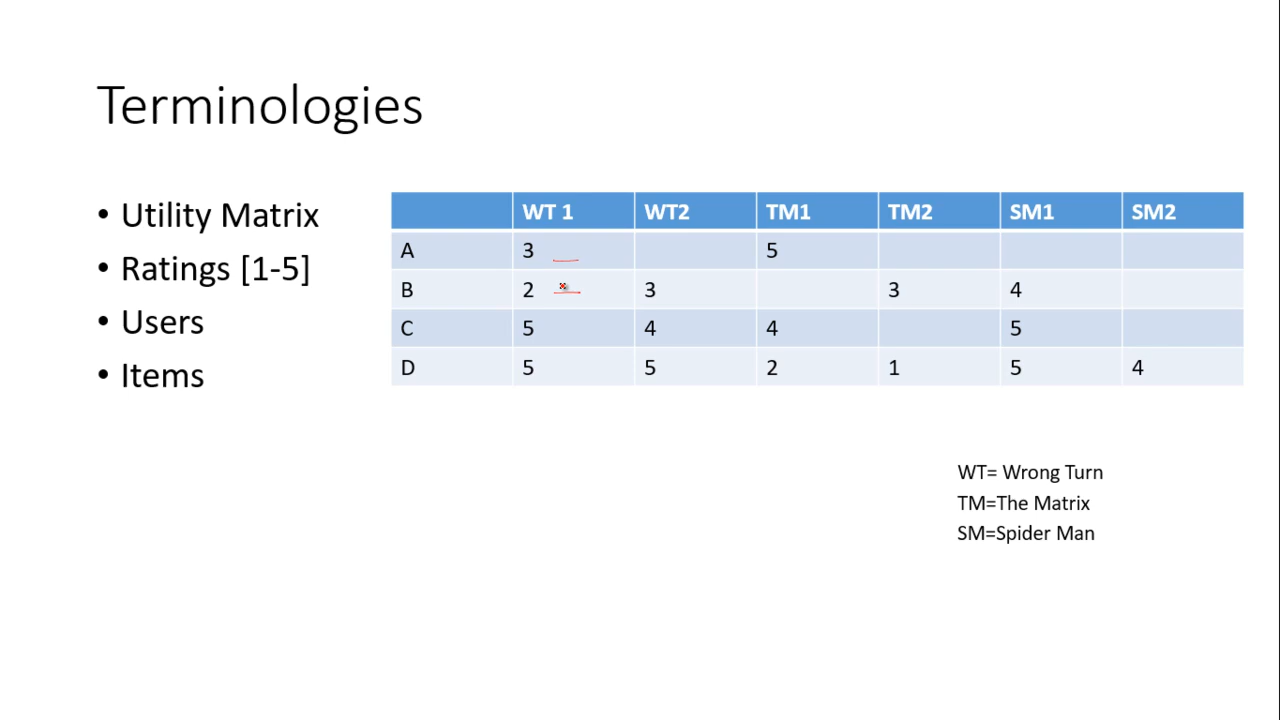 Terminologies
• Utility Matrix
• Ratings [1-5]
• Users
• Items
WT 1 WT2 TM1 TM2 SM1 SM2
A 3 5
B 2 3 3 4
C 5 4 4 5
D 5 5 2 1 5 4
WT= Wrong Turn
TM=The Matrix
SM=Spider Man